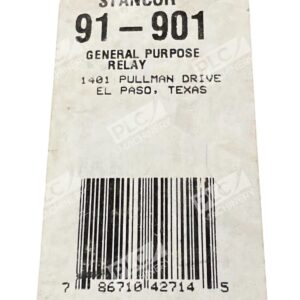 STANCOR
91-901
GENERAL PURPOSE
RELAY
1401 PULLMAN DRIVE
EL PASO, TEXAS
7 86710 42714 5